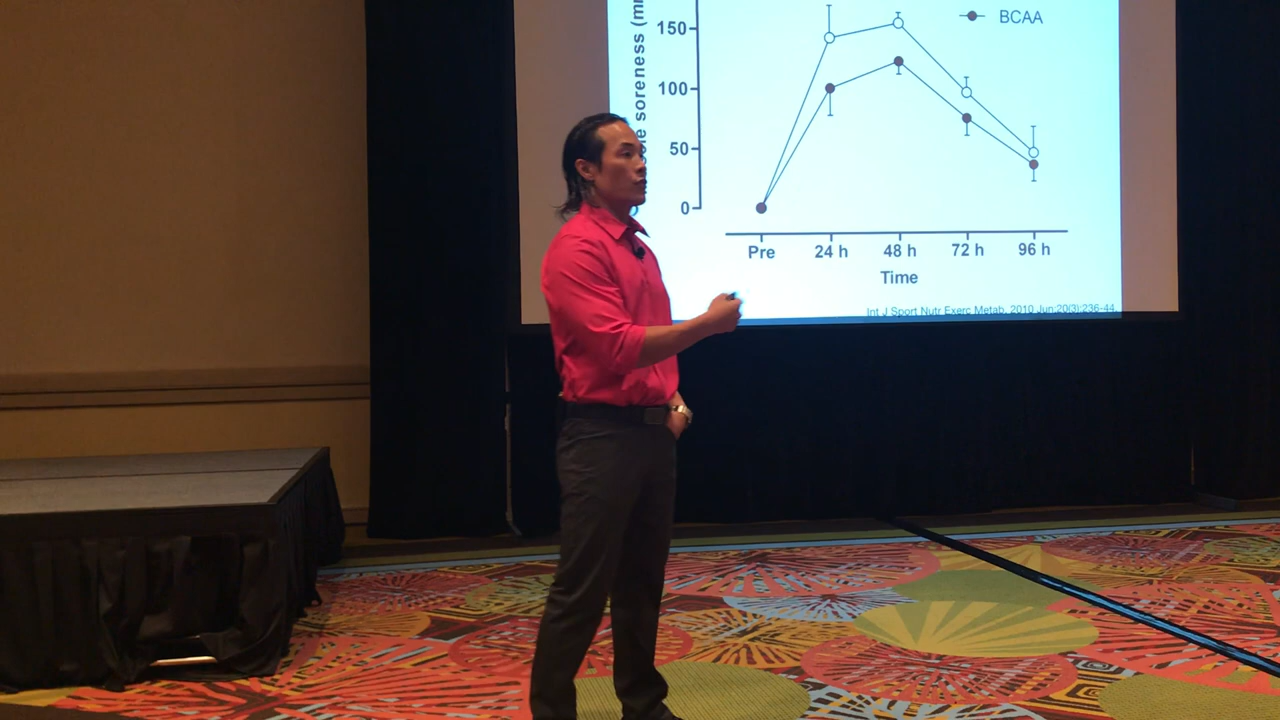 150
BCAA
soreness (m
100
50
0
Pre 24 h 48 h 72 h 96 h
Time
Int J Sport Nutr Exerc Metab. 2010 Jun;20(3):236-44.